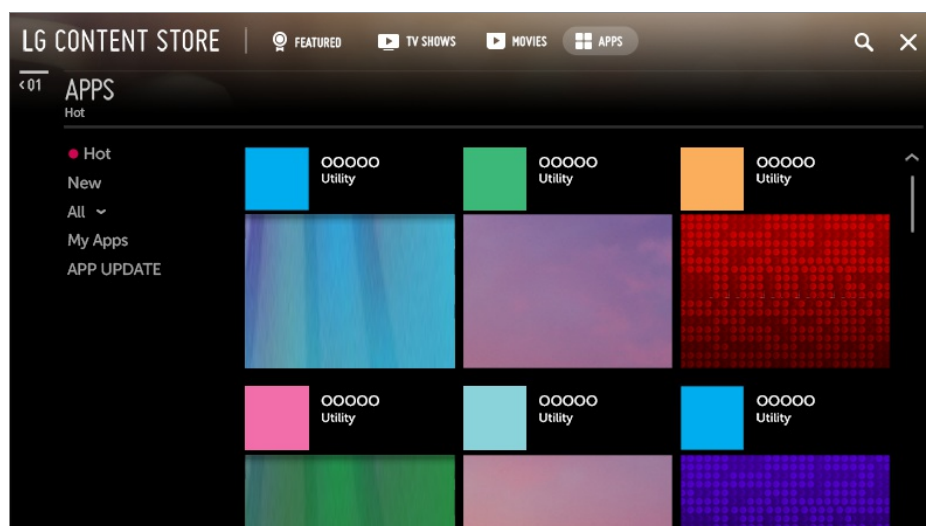 LG CONTENT STORE FEATURED TV SHOWS MOVIES APPS
<01
APPS
Hot
Hot
New
All
My Apps
APP UPDATE
OOOOO
Utility
OOOOO
Utility
OOOOO
Utility
OOOOO
Utility
OOOOO
Utility
OOOOO
Utility